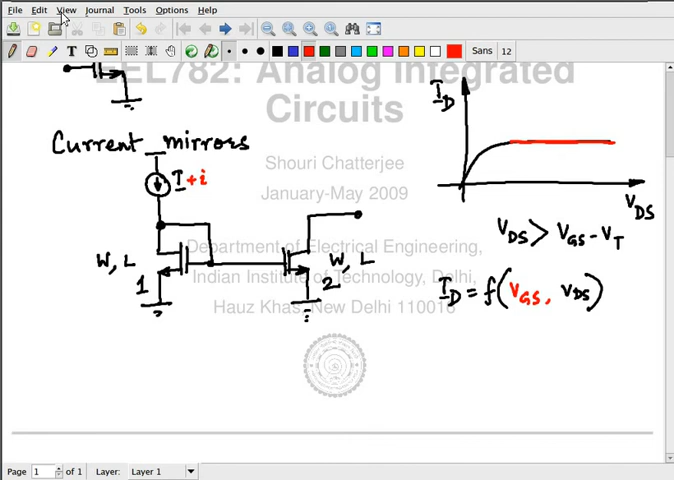 File Edit View Journal Tools Options Help
Sans 12
EEL782: Analog Integrated
Circuits
Current mirrors
I+i
Shouri Chatterjee
January-May 2009
W, L
1
W, L
2
Department of Electrical Engineering,
Indian Institute of Technology, Delhi,
Hauz Khas, New Delhi 110016
I_D
V_DS
V_DS > V_GS - V_T
I_D = f(V_GS, V_DS)
Page 1 of 1 Layer: Layer 1